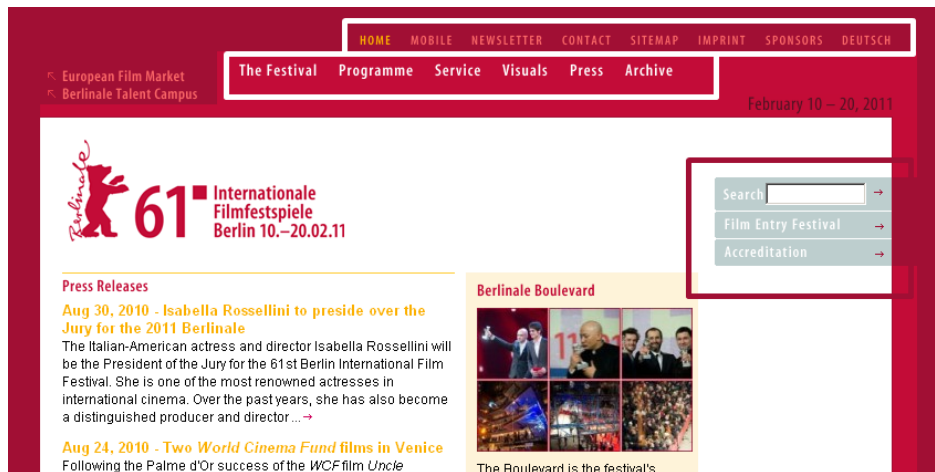 HOME MOBILE NEWSLETTER CONTACT SITEMAP IMPRINT SPONSORS DEUTSCH
The Festival Programme Service Visuals Press Archive
European Film Market
Berlinale Talent Campus
February 10 – 20, 2011
Berlinale
61
Internationale
Filmfestspiele
Berlin 10.–20.02.11
Search
Film Entry Festival
Accreditation
Press Releases
Aug 30, 2010 - Isabella Rossellini to preside over the
Jury for the 2011 Berlinale
The Italian-American actress and director Isabella Rossellini will
be the President of the Jury for the 61st Berlin International Film
Festival. She is one of the most renowned actresses in
international cinema. Over the past years, she has also become
a distinguished producer and director ...
Aug 24, 2010 - Two World Cinema Fund films in Venice
Following the Palme d'Or success of the WCF film Uncle
Berlinale Boulevard
The Boulevard is the festival's